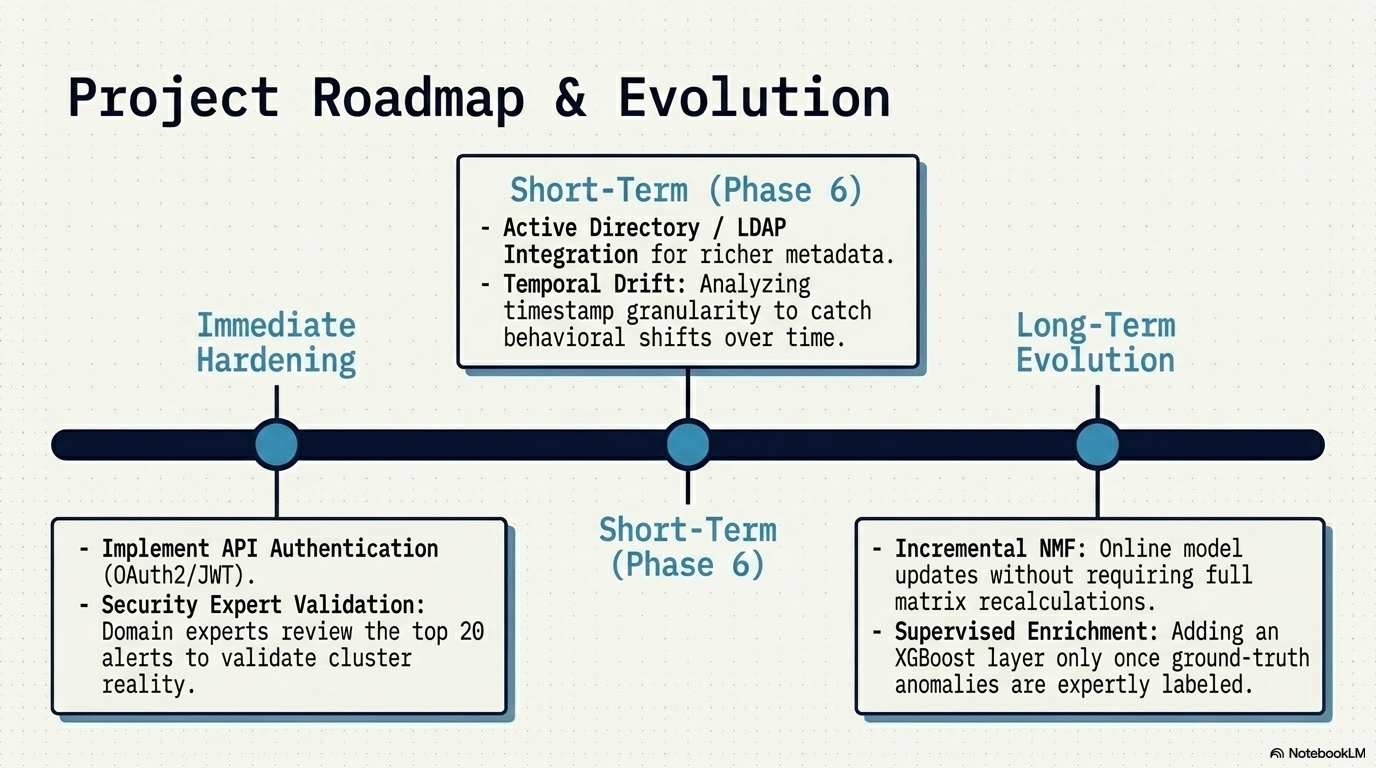 Project Roadmap & Evolution
Short-Term (Phase 6)
- Active Directory / LDAP
Integration for richer metadata.
- Temporal Drift: Analyzing
timestamp granularity to catch
behavioral shifts over time.
Immediate
Hardening
Long-Term
Evolution
- Implement API Authentication
(OAuth2/JWT).
- Security Expert Validation:
Domain experts review the top 20
alerts to validate cluster
reality.
Short-Term
(Phase 6)
- Incremental NMF: Online model
updates without requiring full
matrix recalculations.
- Supervised Enrichment: Adding an
XGBoost layer only once ground-truth
anomalies are expertly labeled.
NotebookLM